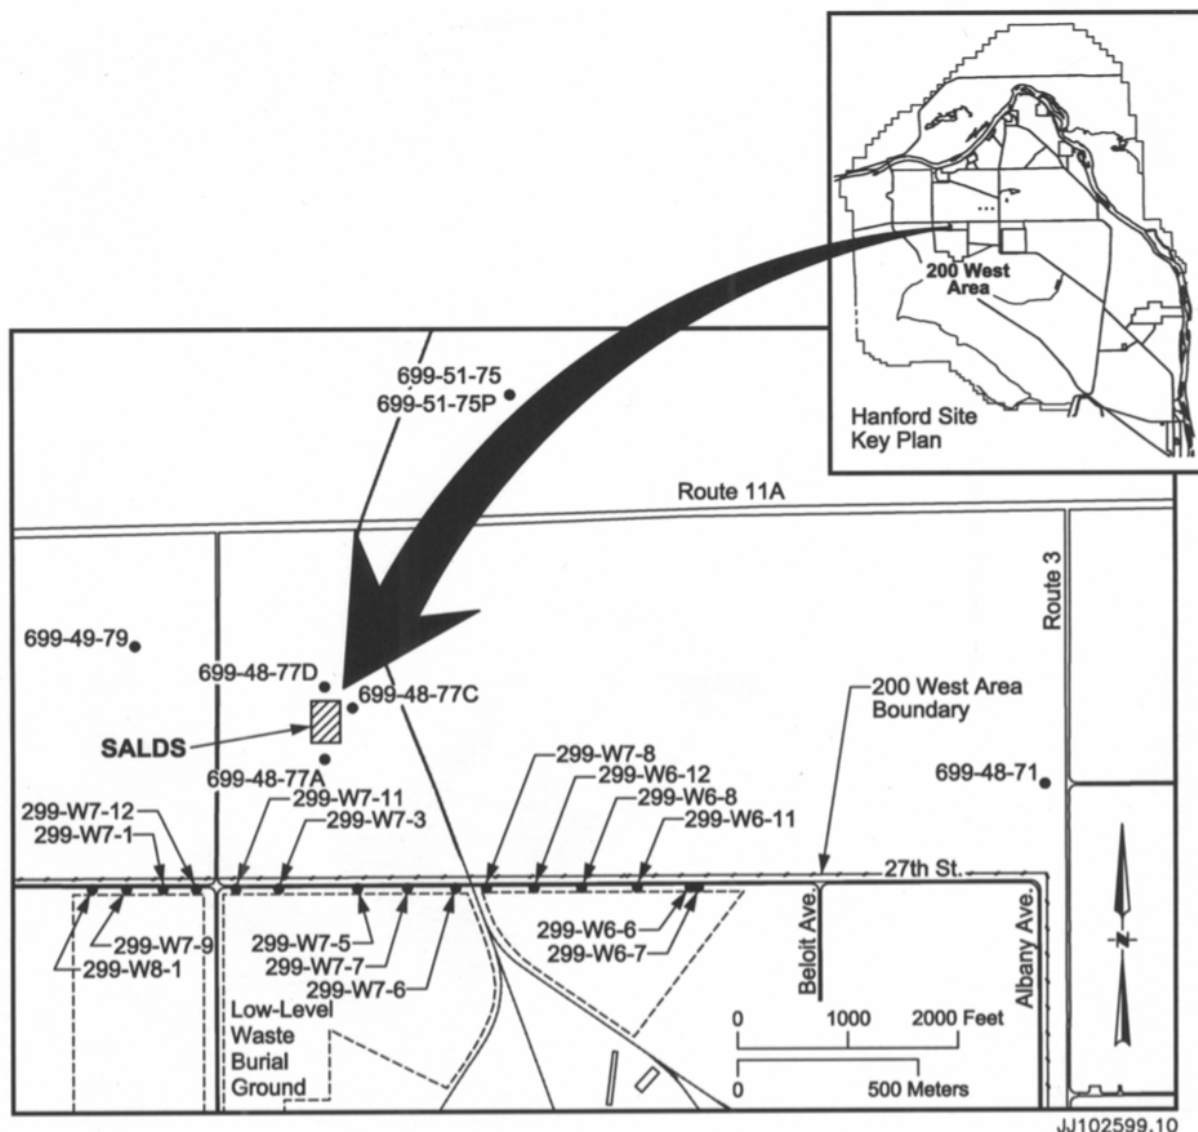 200 West
Area
Hanford Site
Key Plan
699-51-75
699-51-75P
Route 11A
Route 3
699-49-79
699-48-77D
699-48-77C
200 West Area
Boundary
SALDS
699-48-77A
699-48-71
299-W7-8
299-W6-12
299-W6-8
299-W6-11
299-W7-11
299-W7-12
299-W7-3
299-W7-1
27th St.
299-W7-9
299-W8-1
299-W7-5
299-W7-7
299-W7-6
299-W6-6
299-W6-7
Beloit Ave.
Albany Ave.
N
Low-Level
Waste
Burial
Ground
0 1000 2000 Feet
0 500 Meters
JJ102599.10